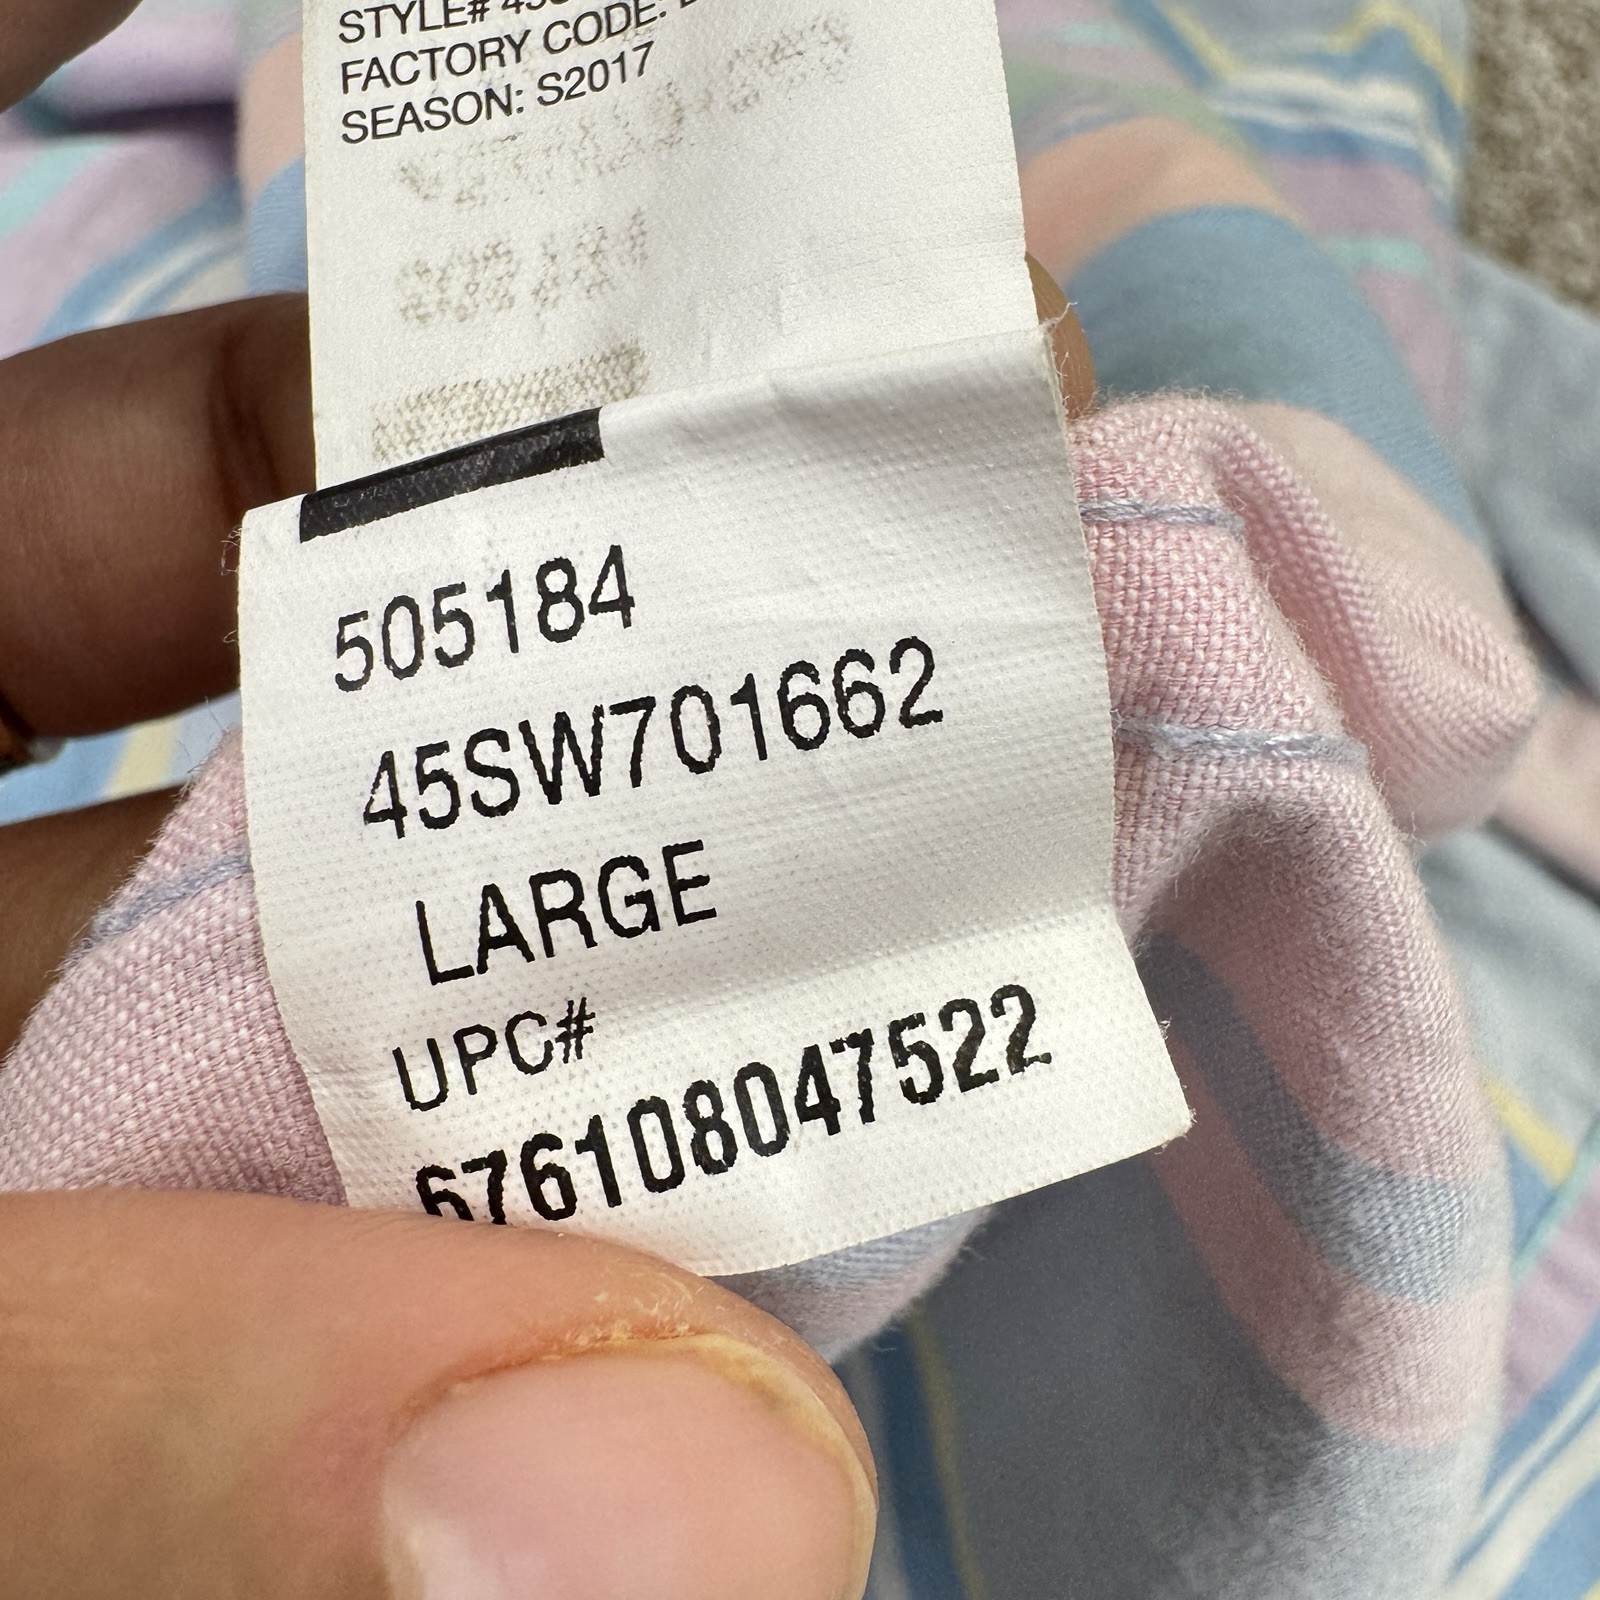 STYLE# 45
FACTORY CODE:
SEASON: S2017
505184
45SW701662
LARGE
UPC#
676108047522